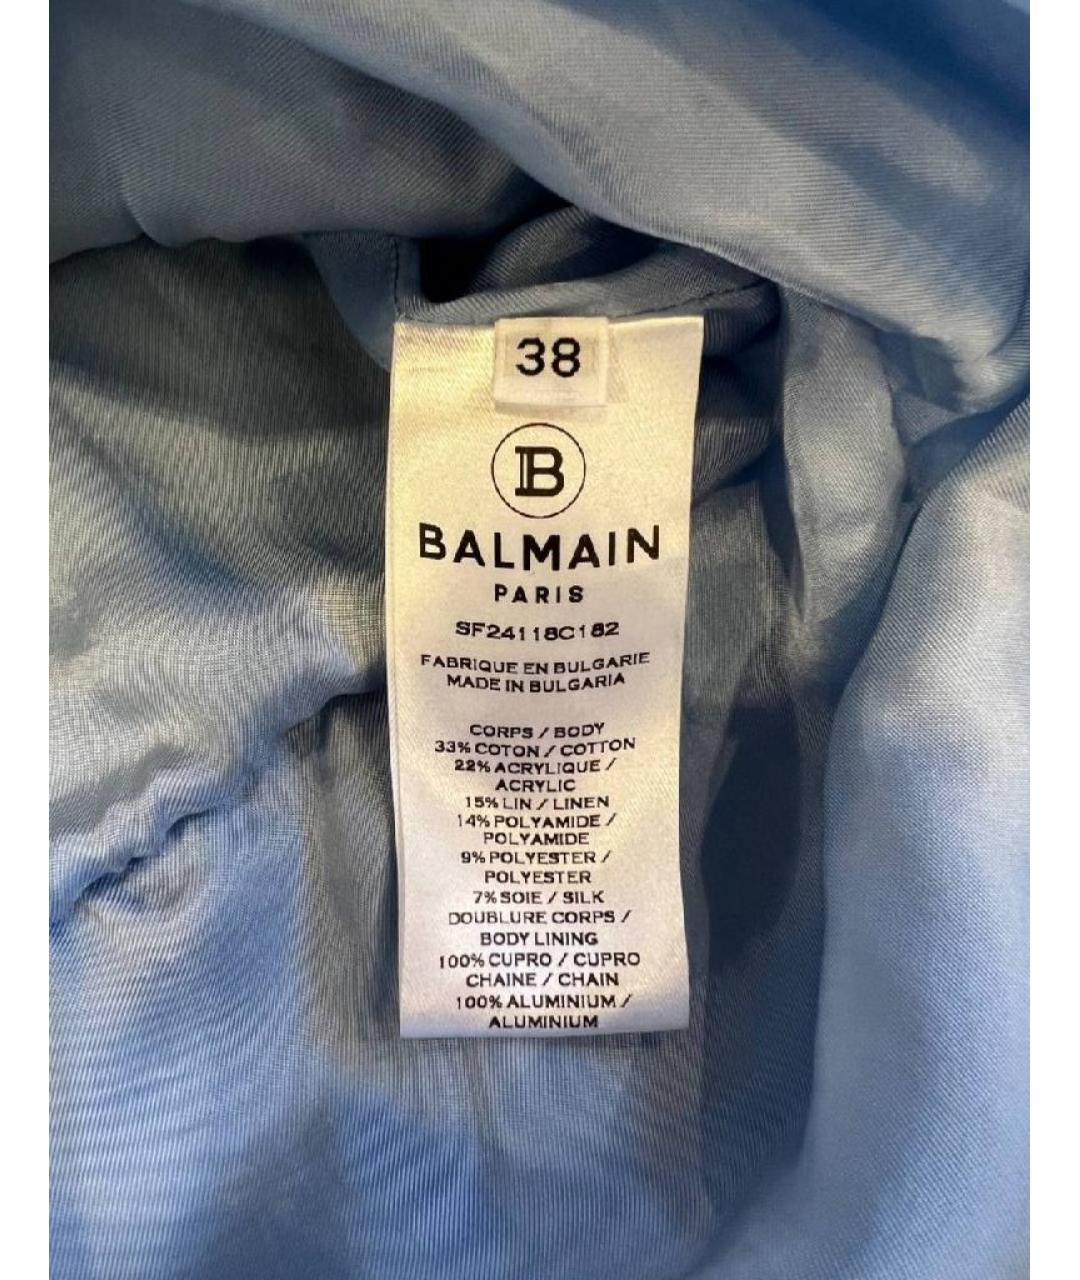 38
B
BALMAIN
PARIS
SF24118C182
FABRIQUE EN BULGARIE
MADE IN BULGARIA
CORPS / BODY
33% COTON / COTTON
22% ACRYLIQUE /
ACRYLIC
15% LIN / LINEN
14% POLYAMIDE /
POLYAMIDE
9% POLYESTER /
POLYESTER
7% SOIE / SILK
DOUBLURE CORPS /
BODY LINING
100% CUPRO / CUPRO
CHAINE / CHAIN
100% ALUMINIUM /
ALUMINIUM